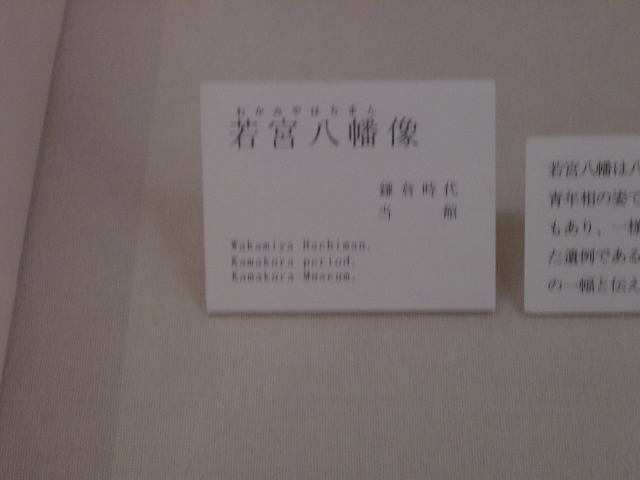 わかみやはちまん
若宮八幡像
鎌倉時代
当館
Wakamiya Hachiman,
Kamakura period,
Kamakura Museum.
若宮八幡は八
青年相の姿で
もあり、一
た遺例である
の一幅と伝え